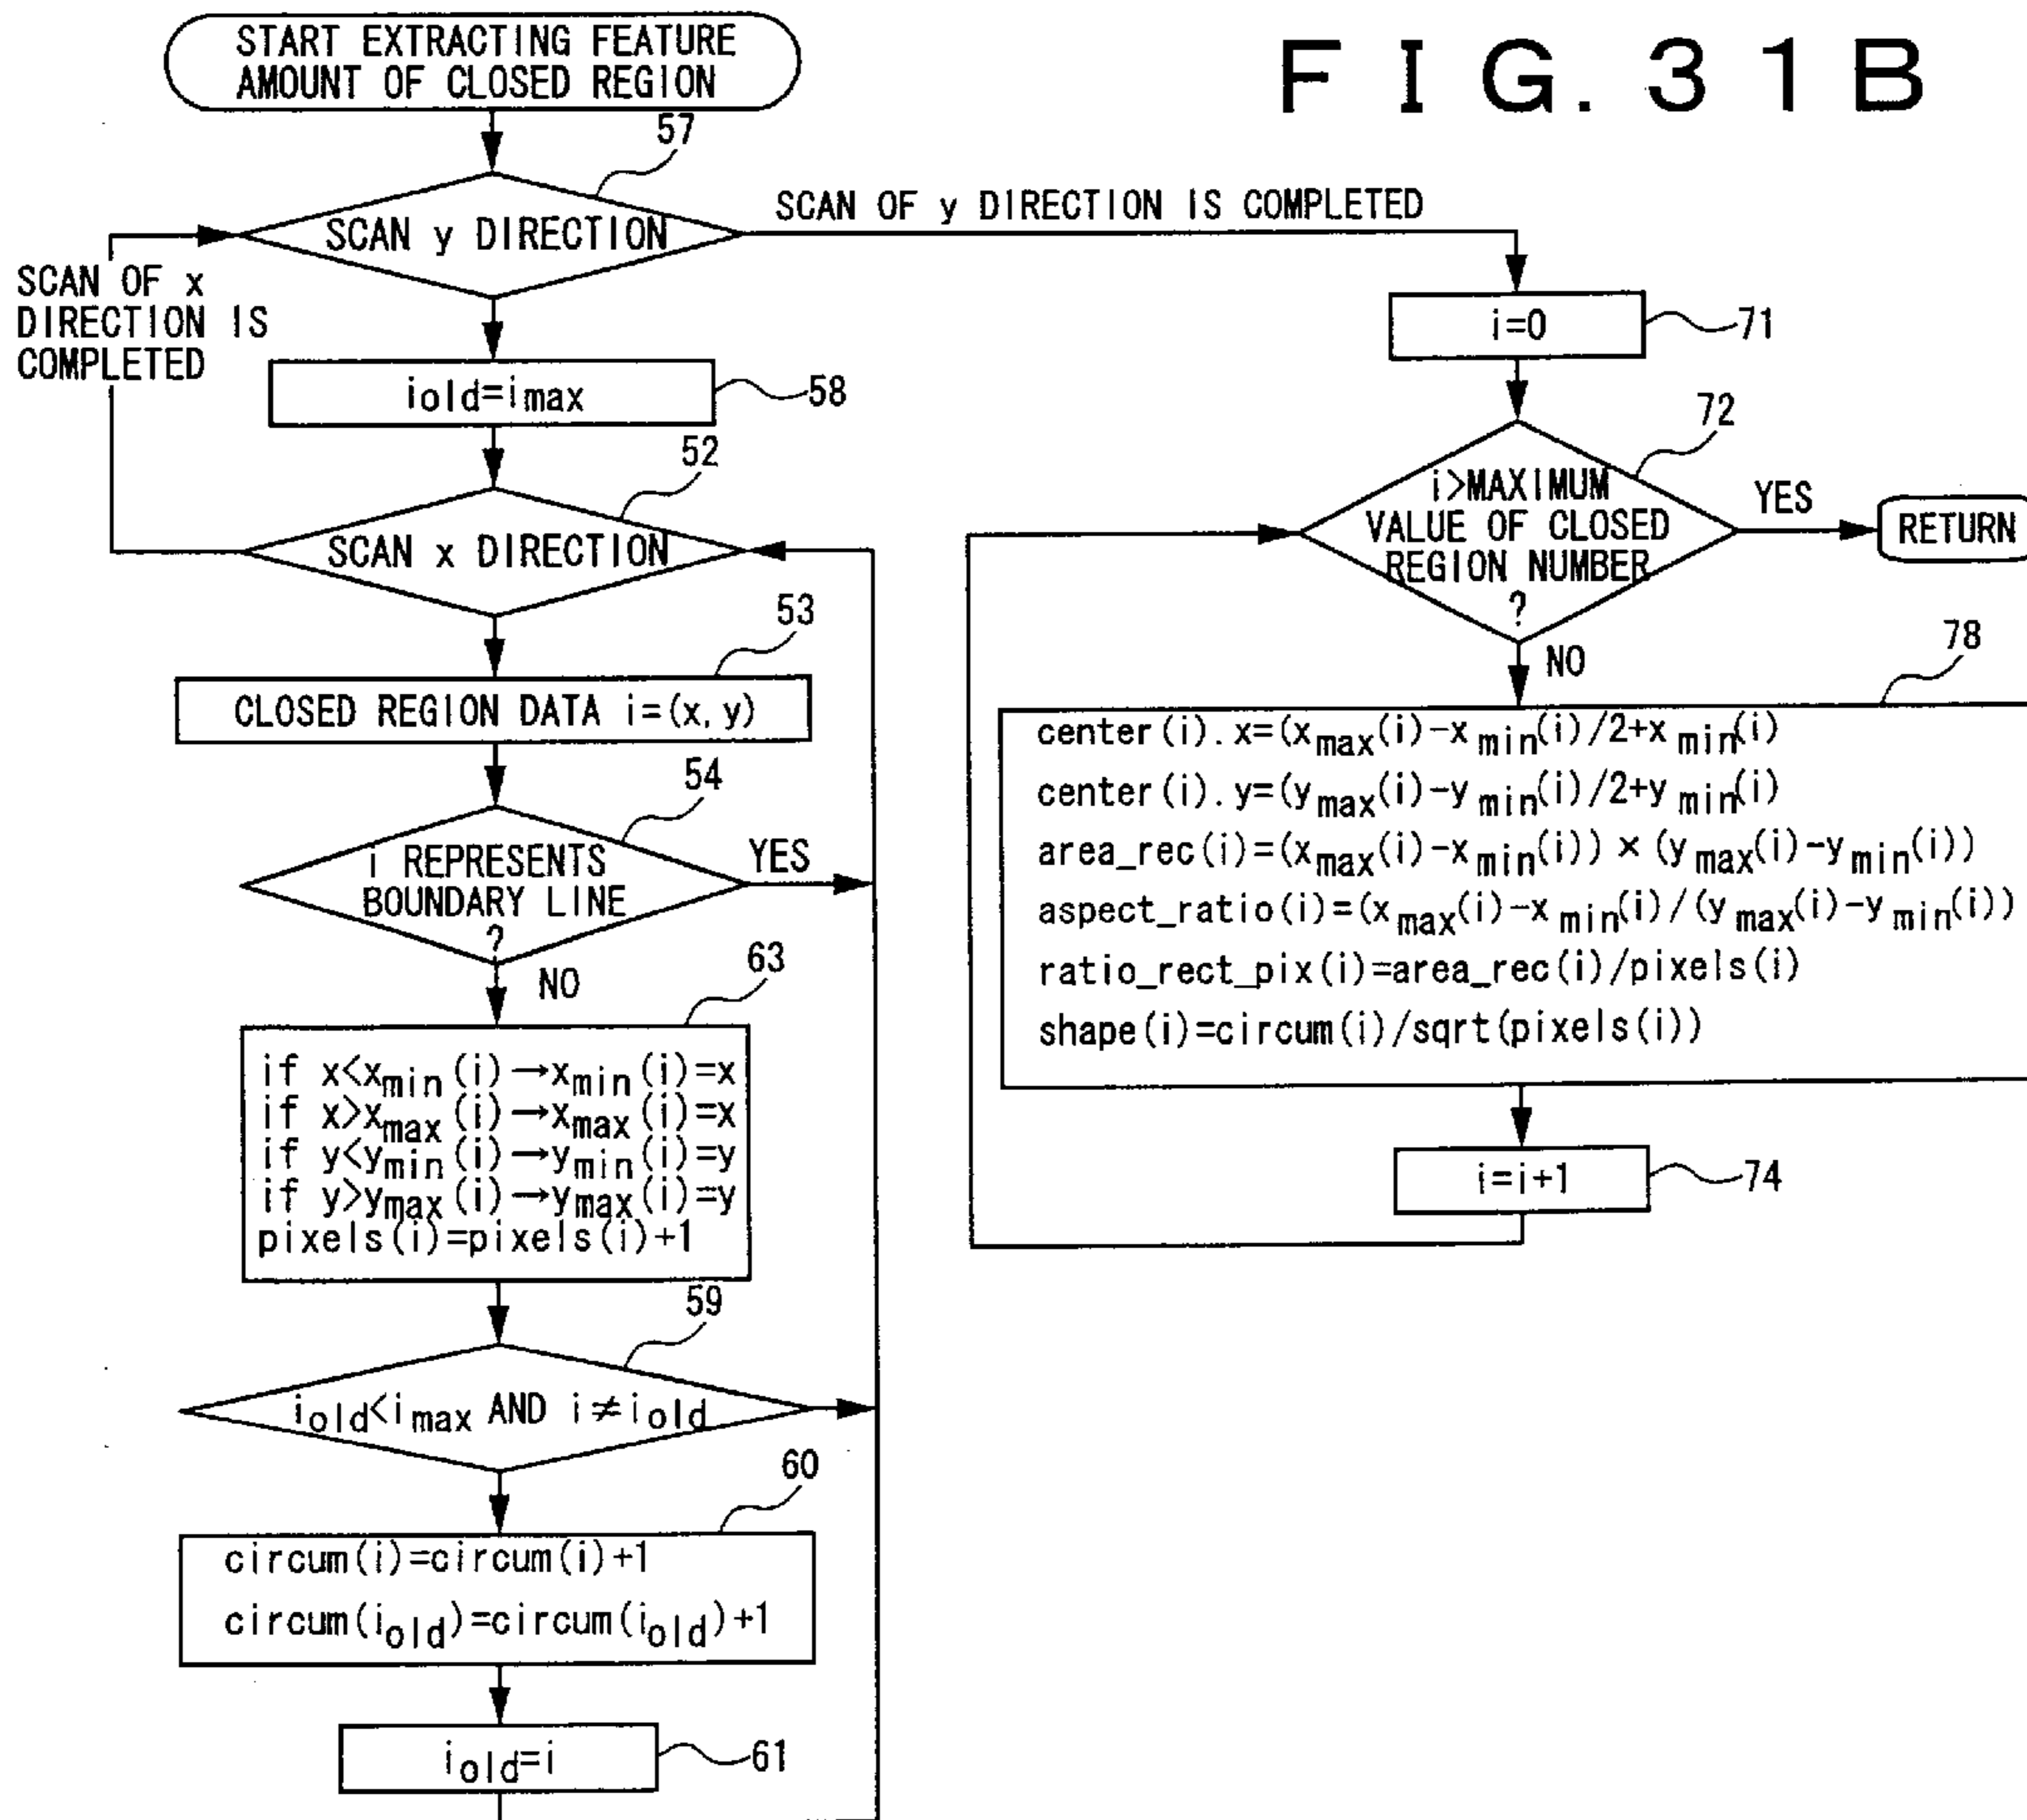 FIG. 31B
START EXTRACTING FEATURE
AMOUNT OF CLOSED REGION
57
SCAN y DIRECTION
SCAN OF y DIRECTION IS COMPLETED
SCAN OF x
DIRECTION IS
COMPLETED
iold=imax
58
52
SCAN x DIRECTION
53
CLOSED REGION DATA i=(x, y)
54
i REPRESENTS
BOUNDARY LINE
?
YES
NO
63
if x<xmin(i)→xmin(i)=x
if x>xmax(i)→xmax(i)=x
if y<ymin(i)→ymin(i)=y
if y>ymax(i)→ymax(i)=y
pixels(i)=pixels(i)+1
59
iold<imax AND i≠iold
60
circum(i)=circum(i)+1
circum(iold)=circum(iold)+1
iold=i
61
i=0
71
72
i>MAXIMUM
VALUE OF CLOSED
REGION NUMBER
?
YES
RETURN
NO
78
center(i).x=(xmax(i)-xmin(i)/2+xmin(i)
center(i).y=(ymax(i)-ymin(i)/2+ymin(i)
area_rec(i)=(xmax(i)-xmin(i))×(ymax(i)-ymin(i))
aspect_ratio(i)=(xmax(i)-xmin(i)/(ymax(i)-ymin(i))
ratio_rect_pix(i)=area_rec(i)/pixels(i)
shape(i)=circum(i)/sqrt(pixels(i))
i=i+1
74